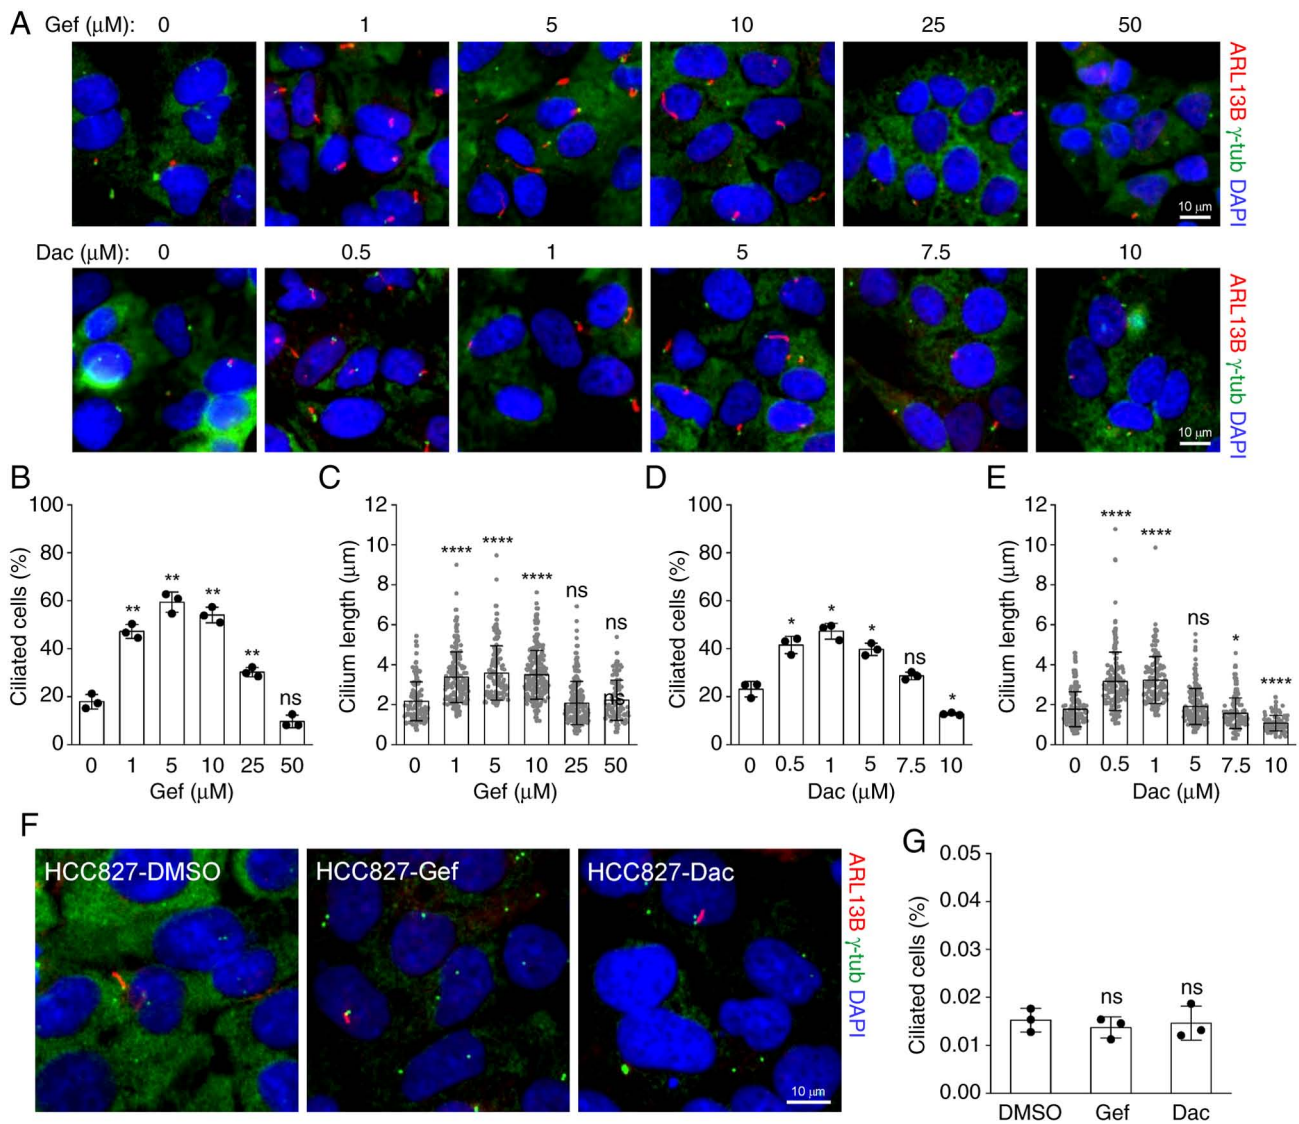 A
Gef (μM): 0 1 5 10 25 50
ARL13B γ-tub DAPI
10 μm
Dac (μM): 0 0.5 1 5 7.5 10
ARL13B γ-tub DAPI
10 μm
B
Ciliated cells (%)
100
80
60
40
20
0
** ** ** ** ns
0 1 5 10 25 50
Gef (μM)
C
Cilium length (μm)
12
10
8
6
4
2
0
**** **** **** ns ns
ns
0 1 5 10 25 50
Gef (μM)
D
Ciliated cells (%)
100
80
60
40
20
0
* * * ns *
0 0.5 1 5 7.5 10
Dac (μM)
E
Cilium length (μm)
12
10
8
6
4
2
0
**** **** ns * ****
0 0.5 1 5 7.5 10
Dac (μM)
F
HCC827-DMSO HCC827-Gef HCC827-Dac
ARL13B γ-tub DAPI
10 μm
G
Ciliated cells (%)
0.05
0.04
0.03
0.02
0.01
0.00
ns ns
DMSO Gef Dac